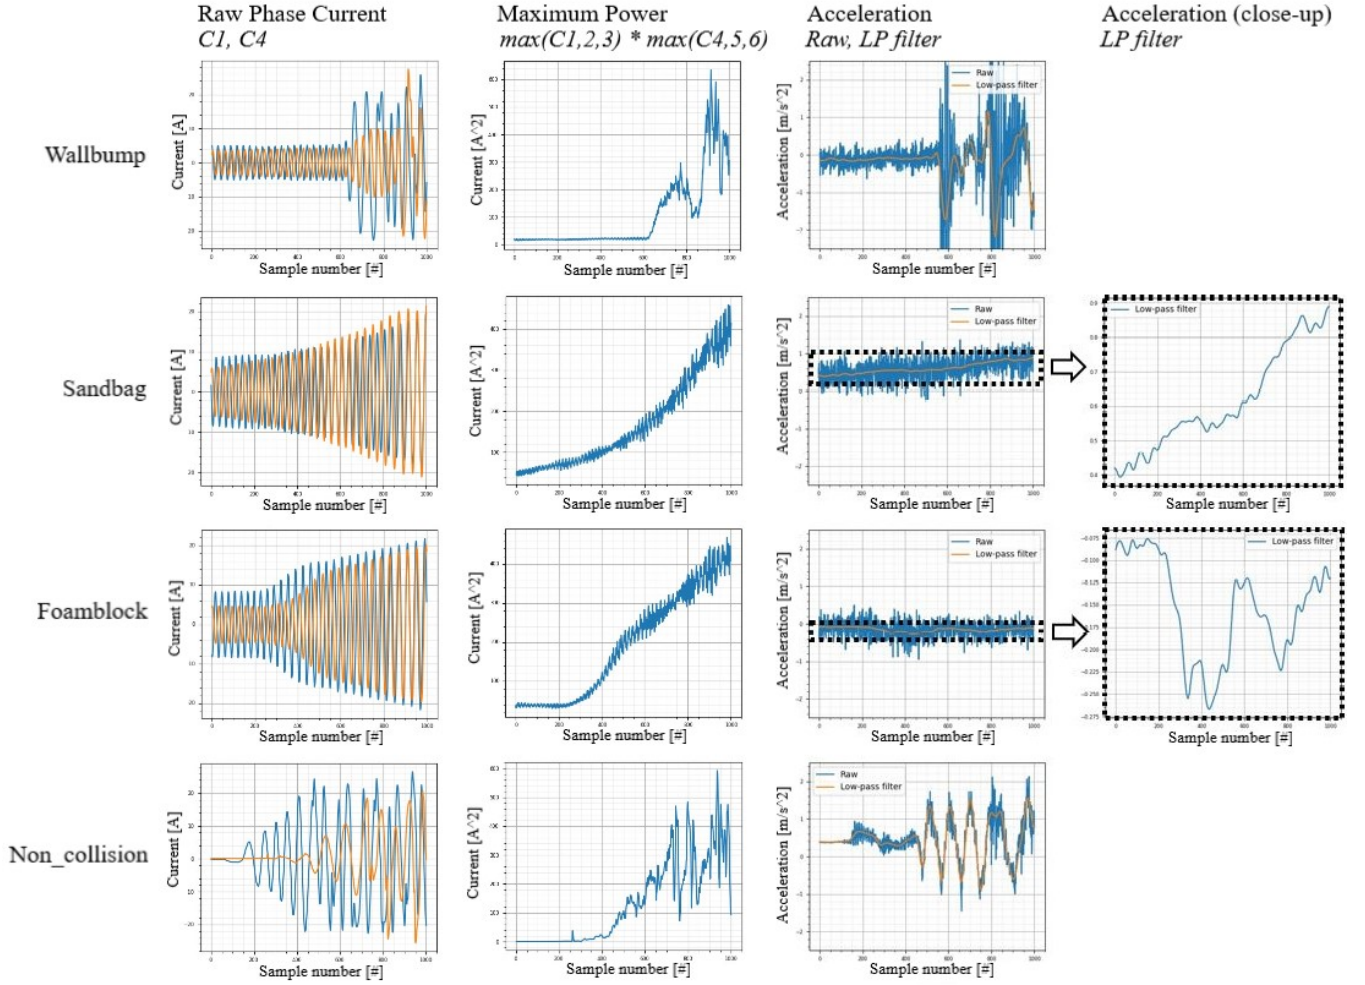 Raw Phase Current
C1, C4
Maximum Power
max(C1,2,3) * max(C4,5,6)
Acceleration
Raw, LP filter
Acceleration (close-up)
LP filter
Wallbump
Current [A]
Sample number [#]
Current [A^2]
Sample number [#]
Acceleration [m/s^2]
Raw
Low-pass filter
Sample number [#]
Sandbag
Current [A]
Sample number [#]
Current [A^2]
Sample number [#]
Acceleration [m/s^2]
Raw
Low-pass filter
Sample number [#]
Low-pass filter
Sample number [#]
Foamblock
Current [A]
Sample number [#]
Current [A^2]
Sample number [#]
Acceleration [m/s^2]
Raw
Low-pass filter
Sample number [#]
Low-pass filter
Sample number [#]
Non_collision
Current [A]
Sample number [#]
Current [A^2]
Sample number [#]
Acceleration [m/s^2]
Raw
Low-pass filter
Sample number [#]